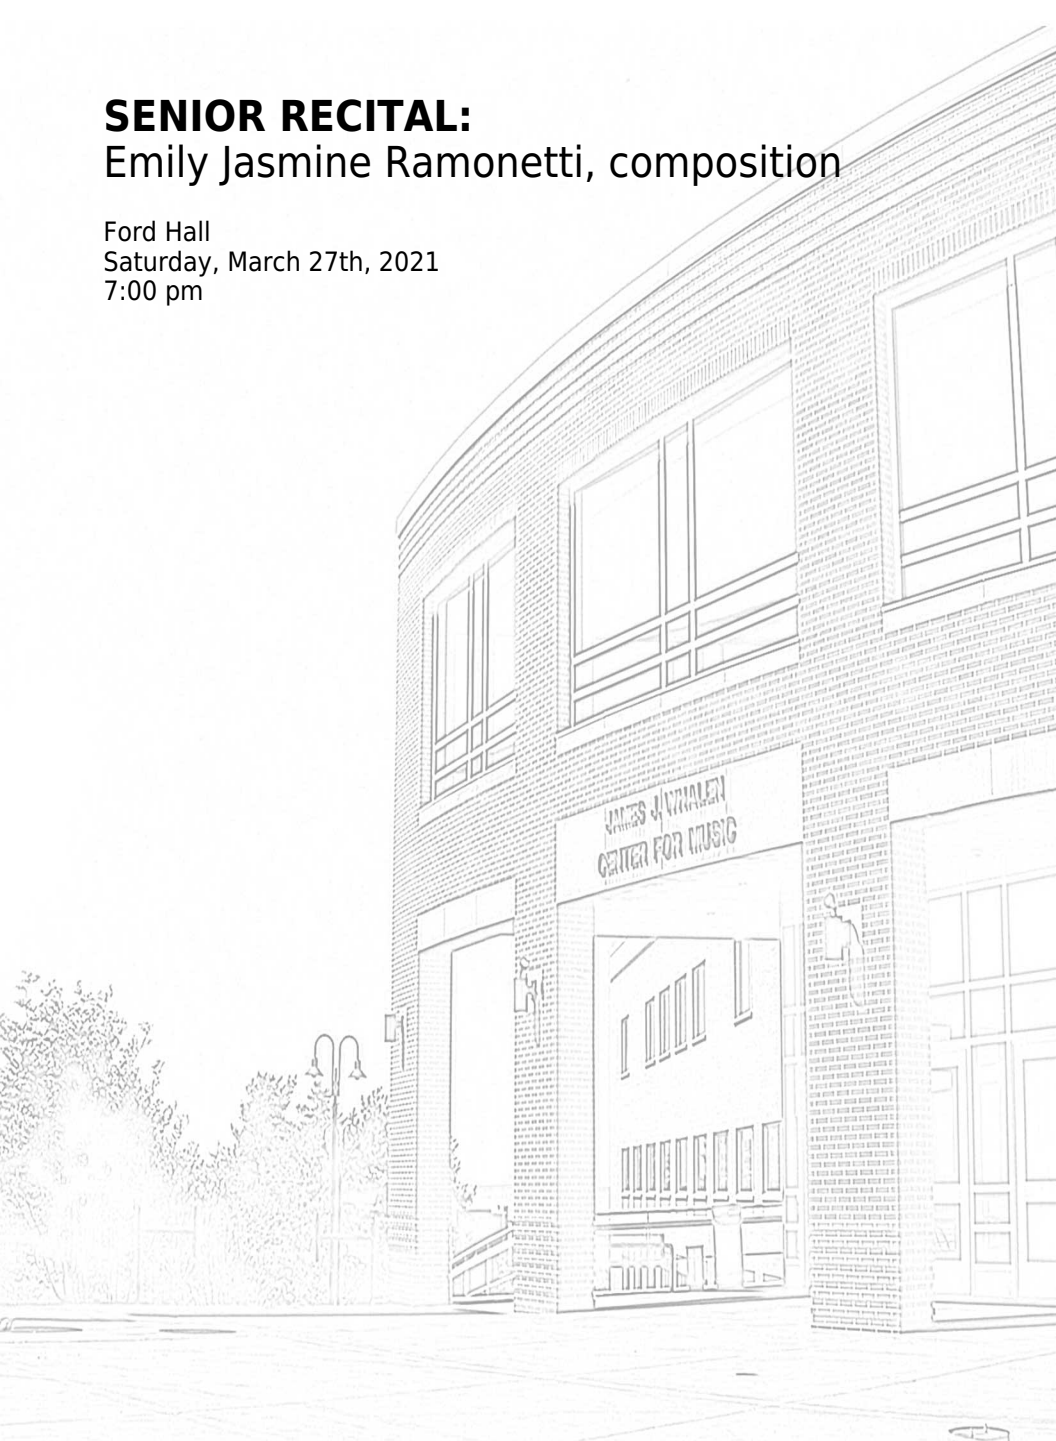 SENIOR RECITAL:
Emily Jasmine Ramonetti, composition
Ford Hall
Saturday, March 27th, 2021
7:00 pm
JAMES J. WHALEN
CENTER FOR MUSIC